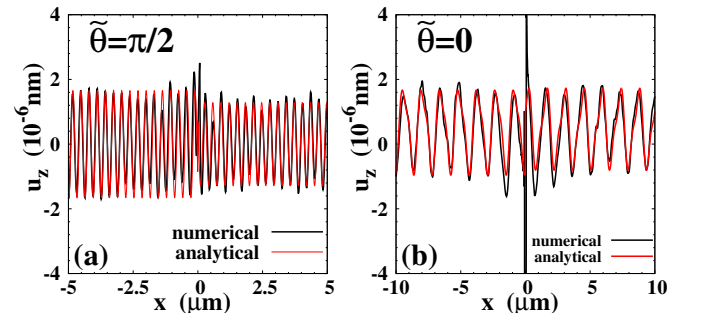 θ̃=π/2
4
2
0
-2
-4
u_z (10^-6 nm)
numerical
analytical
(a)
-5 -2.5 0 2.5 5
x (μm)
θ̃=0
4
2
0
-2
-4
u_z (10^-6 nm)
numerical
analytical
(b)
-10 -5 0 5 10
x (μm)